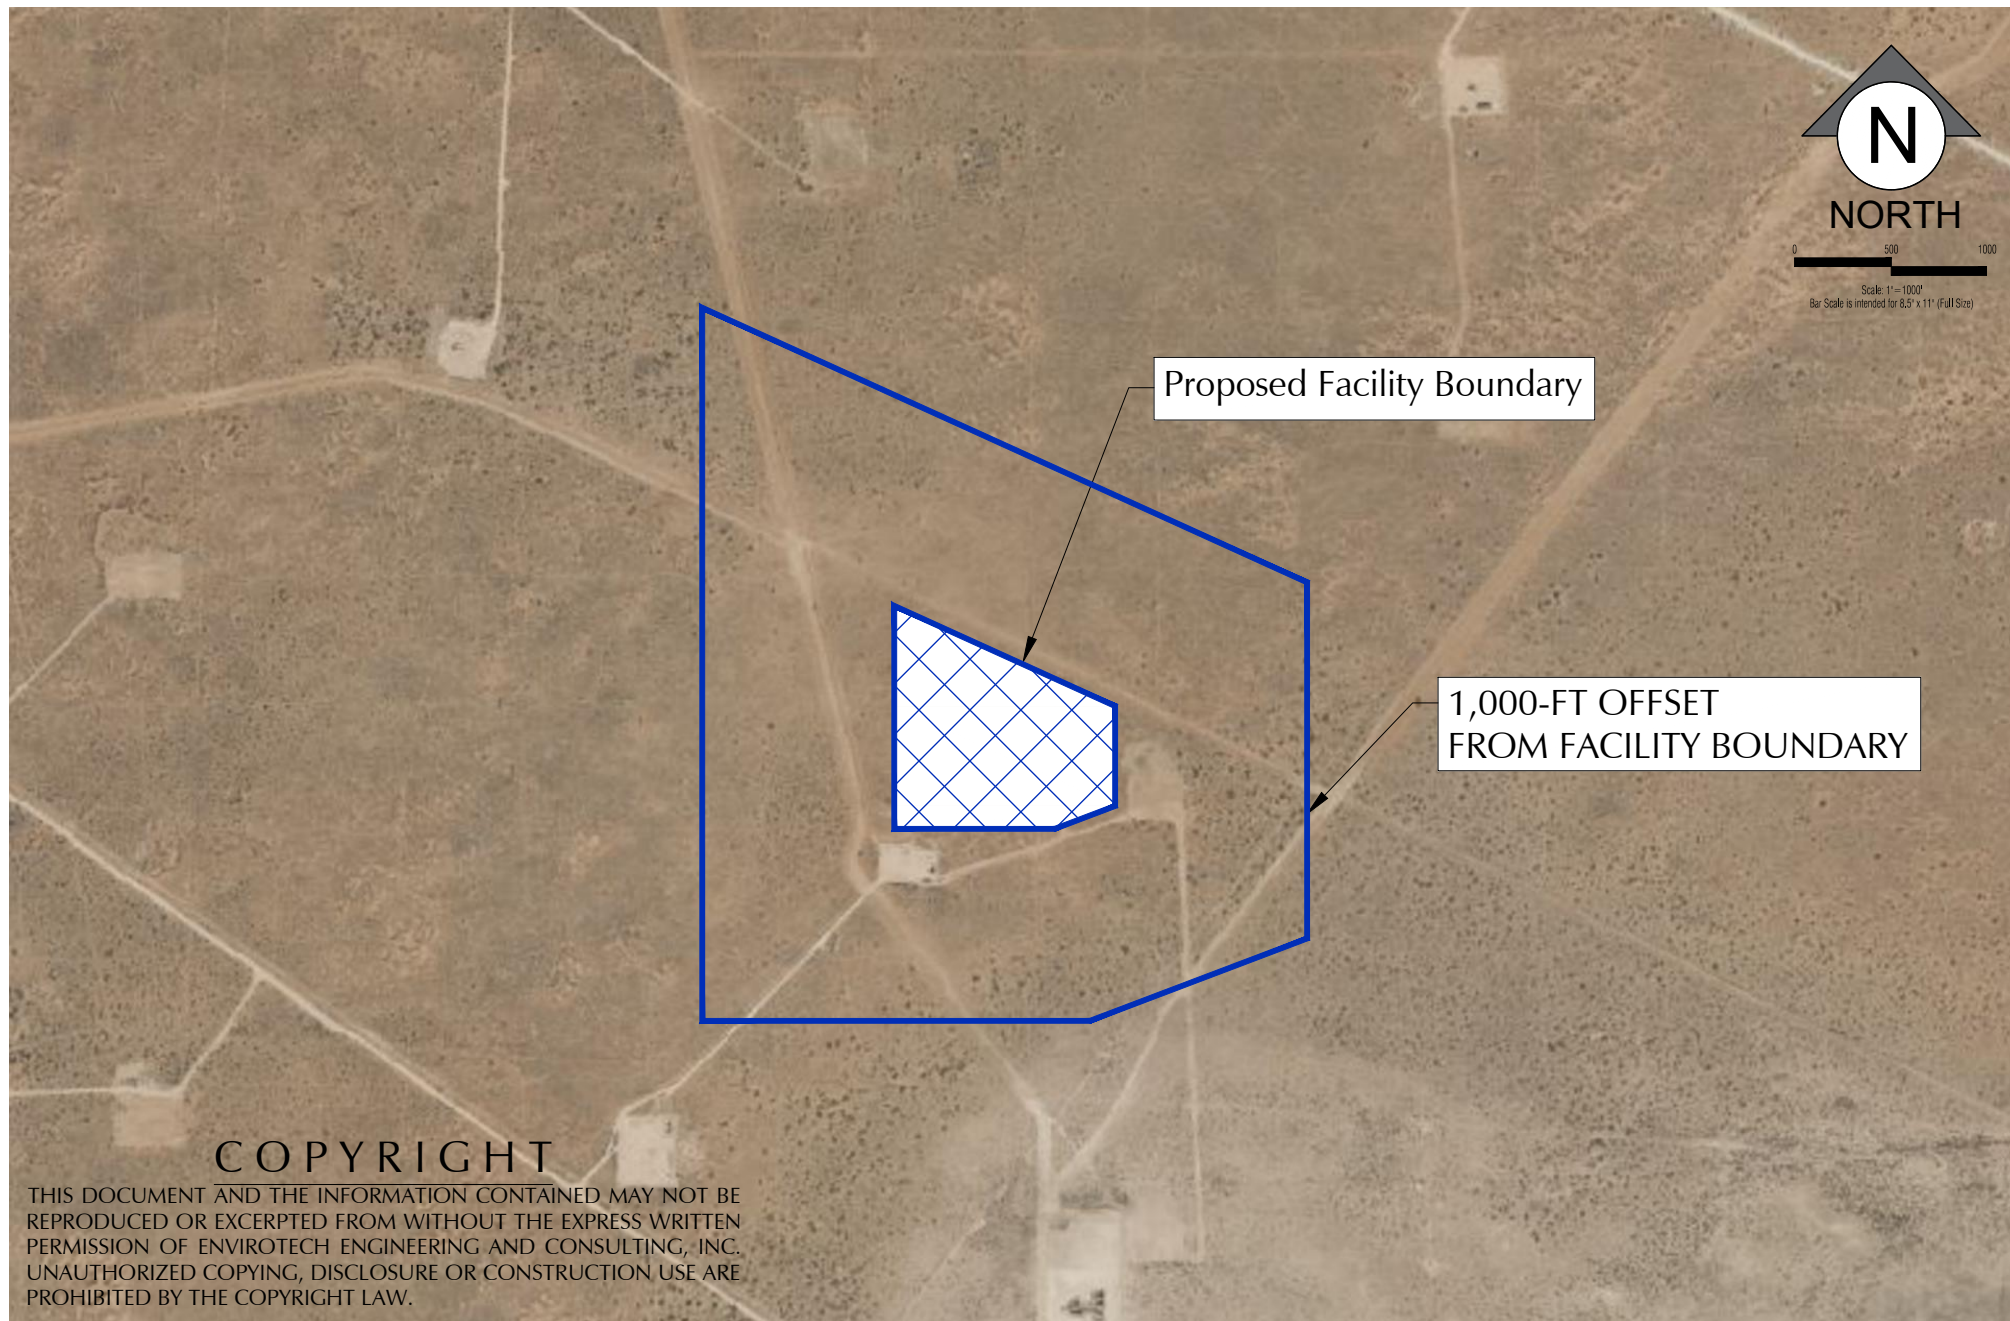 N
NORTH
0 500 1000
Scale: 1"=1000'
Bar Scale is intended for 8.5" x 11" (Full Size)
Proposed Facility Boundary
1,000-FT OFFSET
FROM FACILITY BOUNDARY
COPYRIGHT
THIS DOCUMENT AND THE INFORMATION CONTAINED MAY NOT BE
REPRODUCED OR EXCERPTED FROM WITHOUT THE EXPRESS WRITTEN
PERMISSION OF ENVIROTECH ENGINEERING AND CONSULTING, INC.
UNAUTHORIZED COPYING, DISCLOSURE OR CONSTRUCTION USE ARE
PROHIBITED BY THE COPYRIGHT LAW.